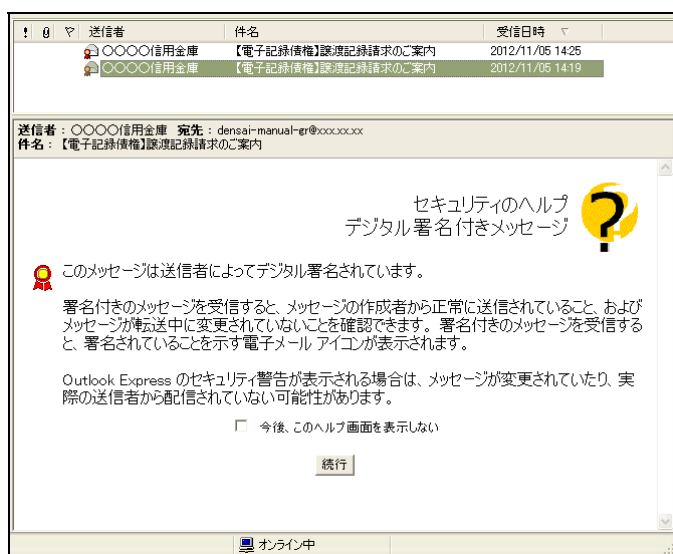 ! 送信者 件名 受信日時
〇〇〇〇信用金庫 【電子記録債権】譲渡記録請求のご案内 2012/11/05 14:25
〇〇〇〇信用金庫 【電子記録債権】譲渡記録請求のご案内 2012/11/05 14:19
送信者：〇〇〇〇信用金庫 宛先：densai-manual-gr@xxx.xx.xx
件名：【電子記録債権】譲渡記録請求のご案内
セキュリティのヘルプ
デジタル署名付きメッセージ
このメッセージは送信者によってデジタル署名されています。
署名付きのメッセージを受信すると、メッセージの作成者から正常に送信されていること、および
メッセージが転送中に変更されていないことを確認できます。署名付きのメッセージを受信する
と、署名されていることを示す電子メール アイコンが表示されます。
Outlook Express のセキュリティ警告が表示される場合は、メッセージが変更されていたり、実
際の送信者から配信されていない可能性があります。
今後、このヘルプ画面を表示しない
続行
オンライン中